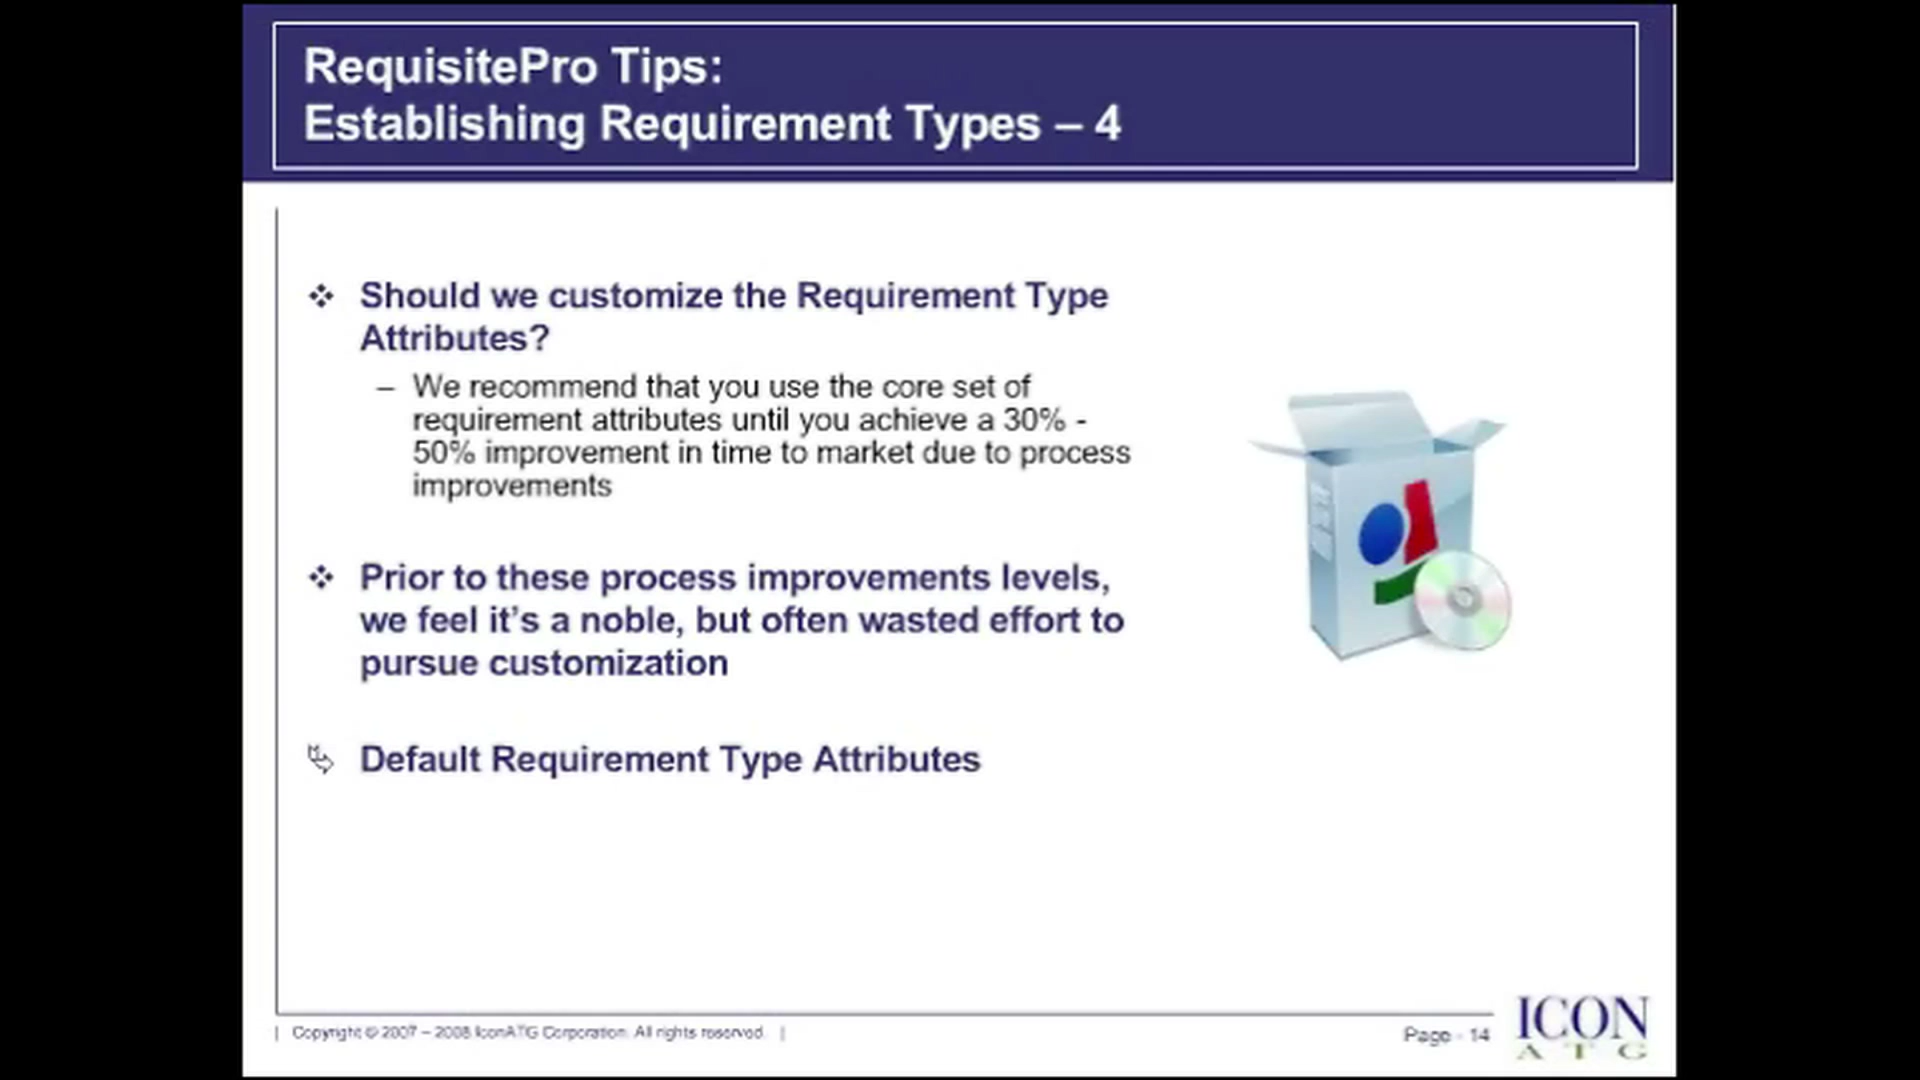 RequisitePro Tips:
Establishing Requirement Types – 4
❖ Should we customize the Requirement Type
Attributes?
– We recommend that you use the core set of
requirement attributes until you achieve a 30% -
50% improvement in time to market due to process
improvements
❖ Prior to these process improvements levels,
we feel it’s a noble, but often wasted effort to
pursue customization
Default Requirement Type Attributes
| Copyright © 2007 – 2008 IconATG Corporation. All rights reserved. |
Page - 14
ICON
ATG